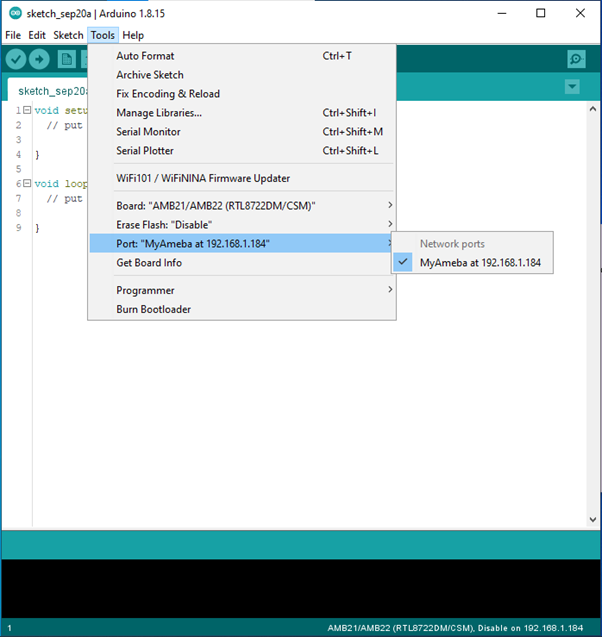 sketch_sep20a | Arduino 1.8.15
File Edit Sketch Tools Help
sketch_sep20a
1 void setu
2 // put
3
4 }
5
6 void loop
7 // put
8
9 }
Auto Format Ctrl+T
Archive Sketch
Fix Encoding & Reload
Manage Libraries... Ctrl+Shift+I
Serial Monitor Ctrl+Shift+M
Serial Plotter Ctrl+Shift+L
WiFi101 / WiFiNINA Firmware Updater
Board: "AMB21/AMB22 (RTL8722DM/CSM)"
Erase Flash: "Disable"
Port: "MyAmeba at 192.168.1.184"
Get Board Info
Programmer
Burn Bootloader
Network ports
MyAmeba at 192.168.1.184
1 AMB21/AMB22 (RTL8722DM/CSM), Disable on 192.168.1.184